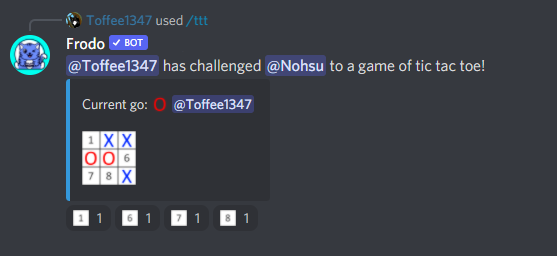 Toffee1347 used /ttt
Frodo ✓ BOT
@Toffee1347 has challenged @Nohsu to a game of tic tac toe!
Current go: O @Toffee1347
1 X X
O O 6
7 8 X
1 1 6 1 7 1 8 1